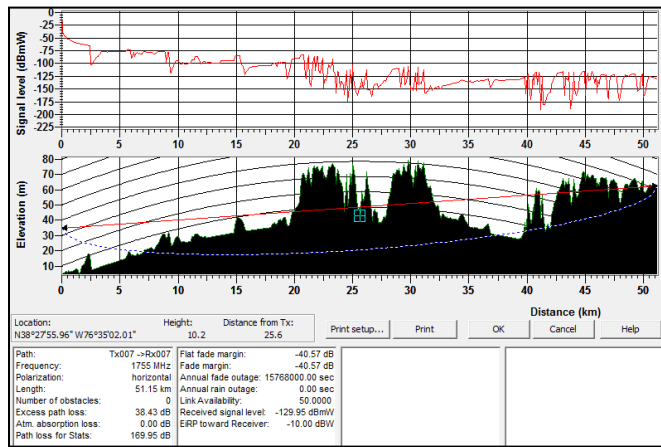 0
-25
-50
-75
-100
-125
-150
-175
-200
-225
Signal level (dBmW)
0 5 10 15 20 25 30 35 40 45 50
80
70
60
50
40
30
20
10
Elevation (m)
0 5 10 15 20 25 30 35 40 45 50
Distance (km)
Location: Height: Distance from Tx:
N38°27'55.96" W76°35'02.01" 10.2 25.6
Print setup... Print OK Cancel Help
Path: Tx007 ->Rx007
Frequency: 1755 MHz
Polarization: horizontal
Length: 51.15 km
Number of obstacles: 0
Excess path loss: 38.43 dB
Atm. absorption loss: 0.00 dB
Path loss for Stats: 169.95 dB
Flat fade margin: -40.57 dB
Fade margin: -40.57 dB
Annual fade outage: 15768000.00 sec
Annual rain outage: 0.00 sec
Link Availability: 50.0000
Received signal level: -129.95 dBmW
EiRP toward Receiver: -10.00 dBW